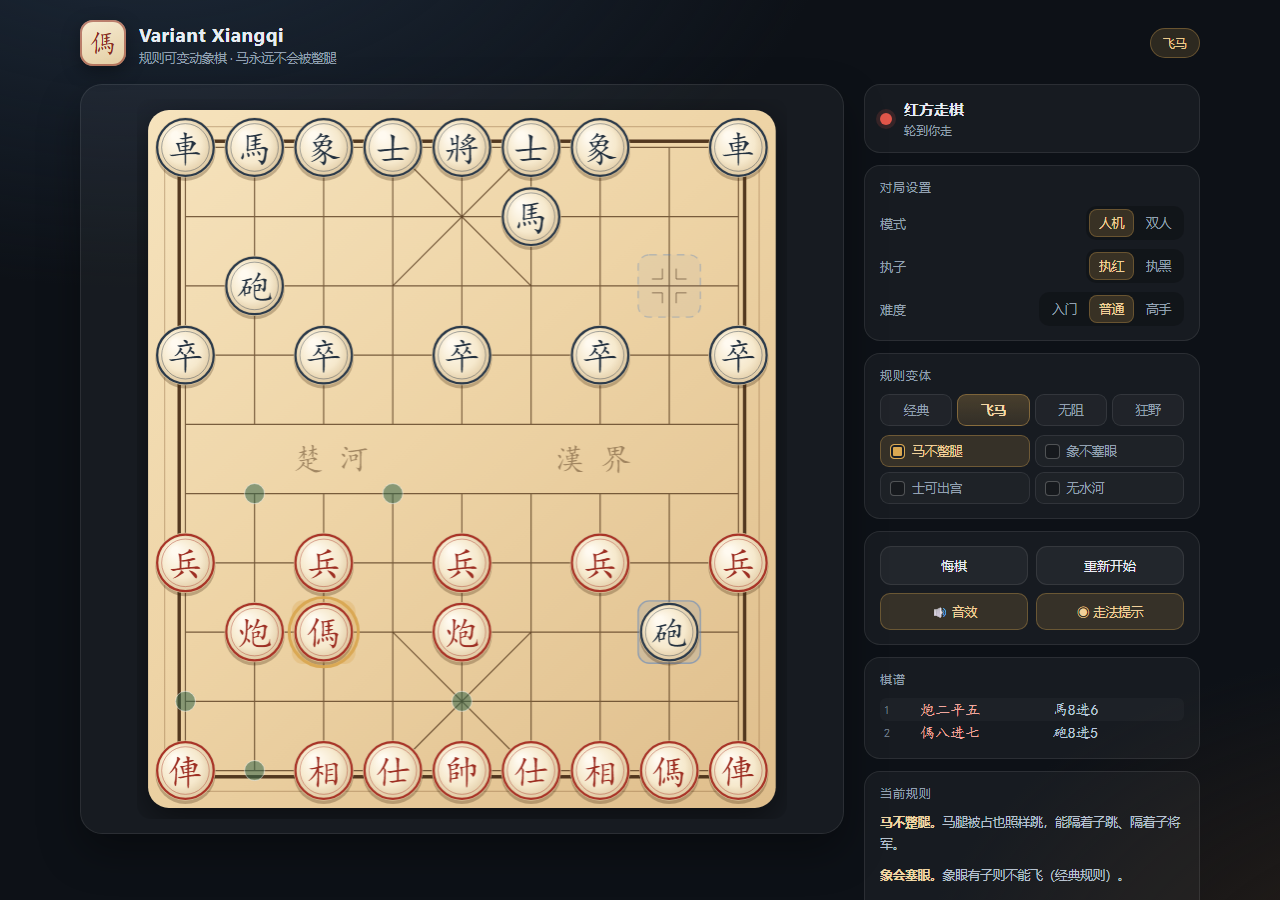 傌 Variant Xiangqi
规则可变动象棋 · 马永远不会被蹩腿
飞马
車 馬 象 士 將 士 象 車
馬
砲
卒 卒 卒 卒 卒
楚 河 漢 界
兵 兵 兵 兵 兵
炮 傌 炮 砲
俥 相 仕 帥 仕 相 傌 俥
红方走棋
轮到你走
对局设置
模式 人机 双人
执子 执红 执黑
难度 入门 普通 高手
规则变体
经典 飞马 无阻 狂野
马不蹩腿 象不塞眼
士可出宫 无水河
悔棋 重新开始
音效 走法提示
棋谱
1 炮二平五 馬8进6
2 傌八进七 砲8进5
当前规则
马不蹩腿。马腿被占也照样跳，能隔着子跳、隔着子将
军。
象会塞眼。象眼有子则不能飞（经典规则）。